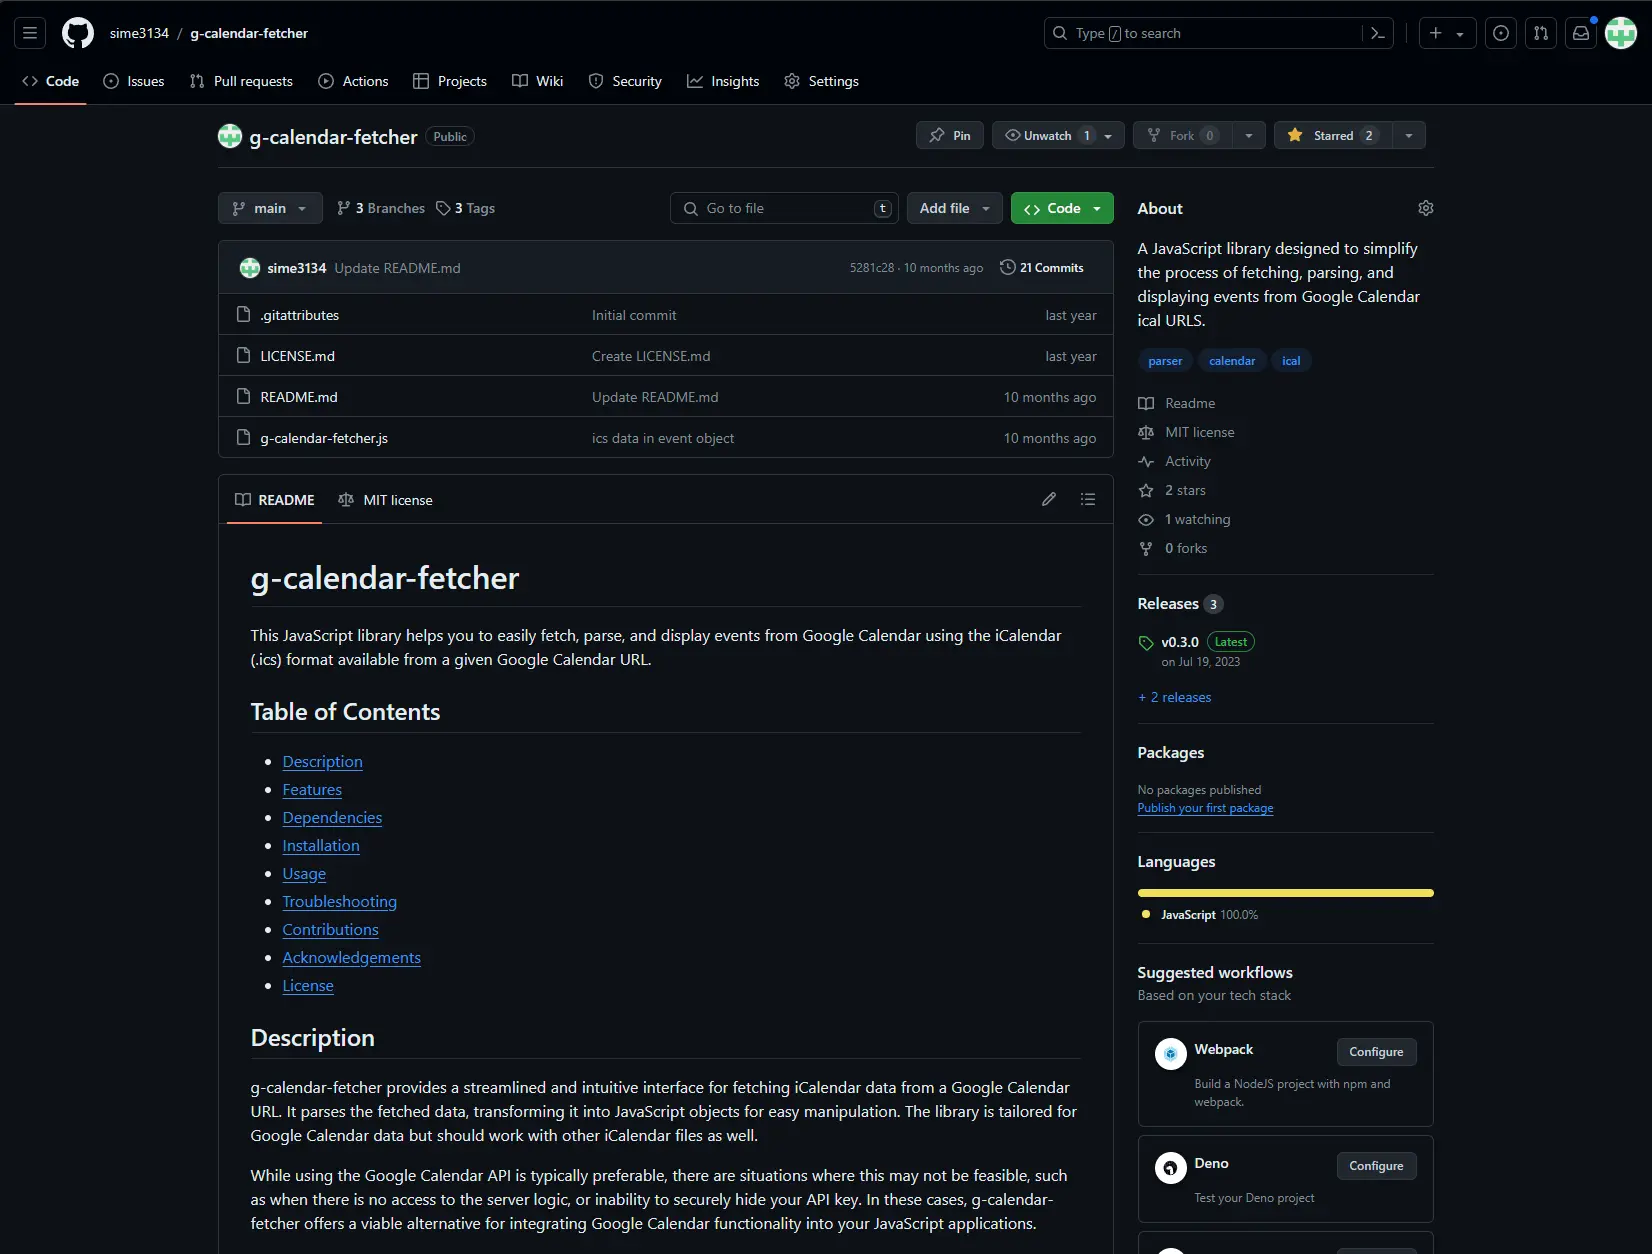 sime3134 / g-calendar-fetcher
Type / to search
Code Issues Pull requests Actions Projects Wiki Security Insights Settings
g-calendar-fetcher Public
Pin Unwatch 1 Fork 0 Starred 2
main 3 Branches 3 Tags Go to file t Add file Code
sime3134 Update README.md 5281c28 · 10 months ago 21 Commits
.gitattributes Initial commit last year
LICENSE.md Create LICENSE.md last year
README.md Update README.md 10 months ago
g-calendar-fetcher.js ics data in event object 10 months ago
README MIT license
g-calendar-fetcher
This JavaScript library helps you to easily fetch, parse, and display events from Google Calendar using the iCalendar
(.ics) format available from a given Google Calendar URL.
Table of Contents
Description
Features
Dependencies
Installation
Usage
Troubleshooting
Contributions
Acknowledgements
License
Description
g-calendar-fetcher provides a streamlined and intuitive interface for fetching iCalendar data from a Google Calendar
URL. It parses the fetched data, transforming it into JavaScript objects for easy manipulation. The library is tailored for
Google Calendar data but should work with other iCalendar files as well.
While using the Google Calendar API is typically preferable, there are situations where this may not be feasible, such
as when there is no access to the server logic, or inability to securely hide your API key. In these cases, g-calendar-
fetcher offers a viable alternative for integrating Google Calendar functionality into your JavaScript applications.
About
A JavaScript library designed to simplify
the process of fetching, parsing, and
displaying events from Google Calendar
ical URLS.
parser calendar ical
Readme
MIT license
Activity
2 stars
1 watching
0 forks
Releases 3
v0.3.0 Latest
on Jul 19, 2023
+ 2 releases
Packages
No packages published
Publish your first package
Languages
JavaScript 100.0%
Suggested workflows
Based on your tech stack
Webpack Configure
Build a NodeJS project with npm and
webpack.
Deno Configure
Test your Deno project